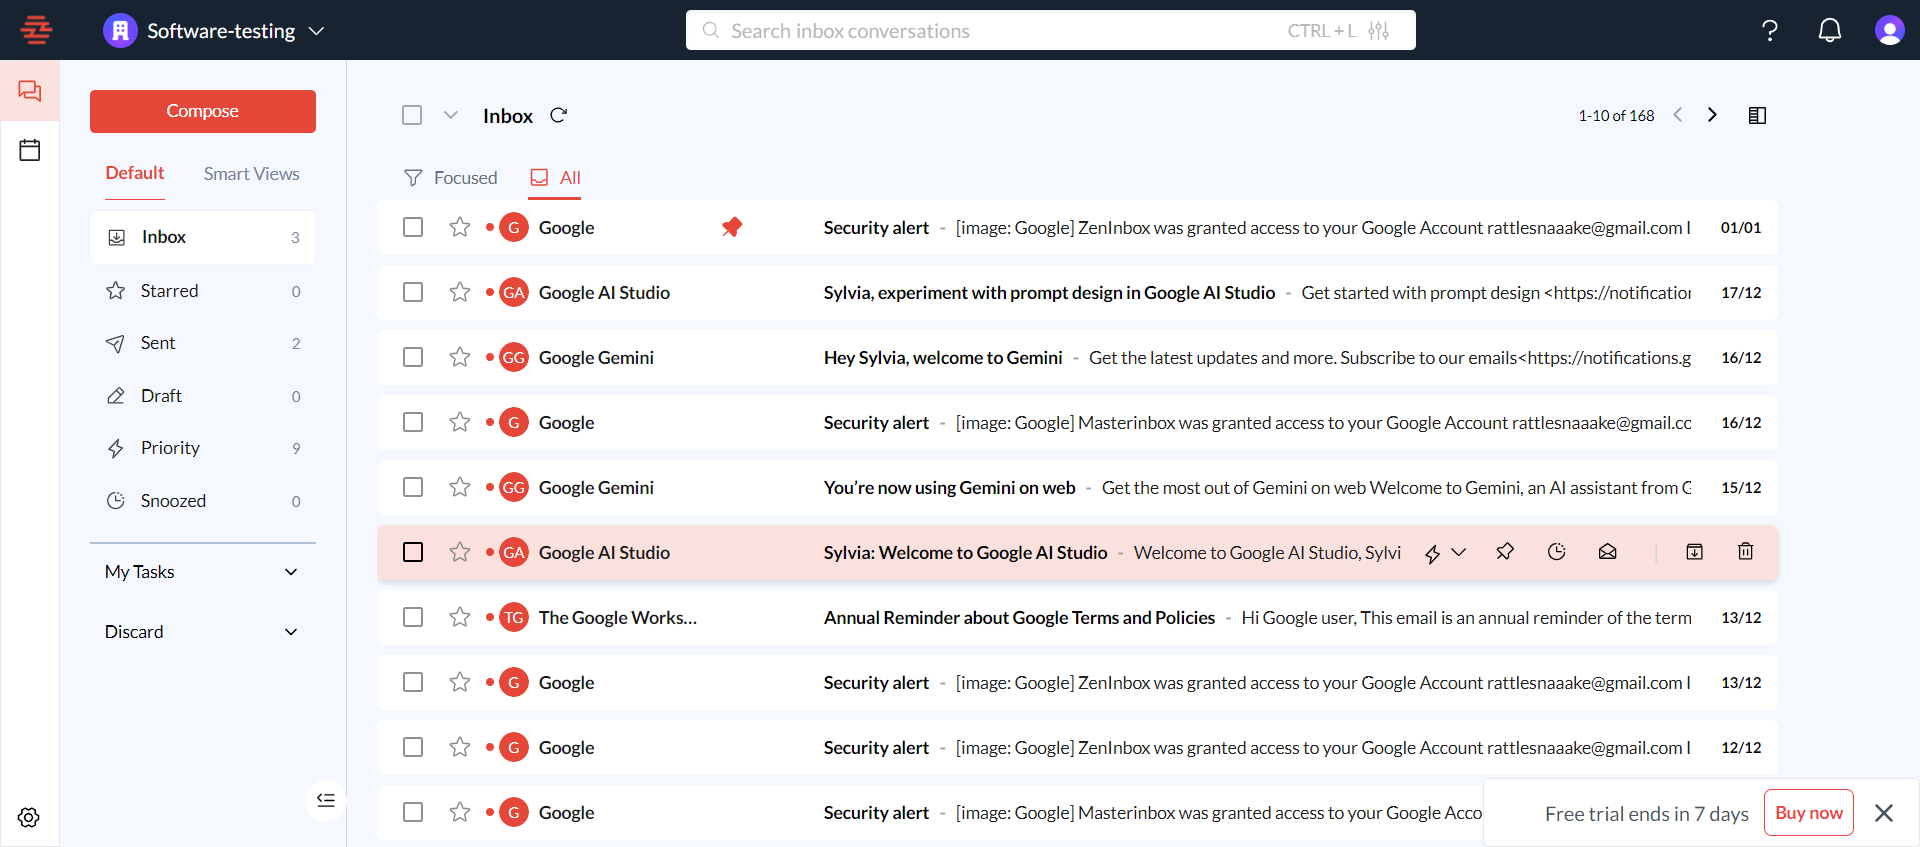 Software-testing
Search inbox conversations CTRL + L
Compose
Default Smart Views
Inbox 3
Starred 0
Sent 2
Draft 0
Priority 9
Snoozed 0
My Tasks
Discard
Inbox 1-10 of 168
Focused All
G Google Security alert - [image: Google] ZenInbox was granted access to your Google Account rattlesnaaake@gmail.com I 01/01
GA Google AI Studio Sylvia, experiment with prompt design in Google AI Studio - Get started with prompt design <https://notification 17/12
GG Google Gemini Hey Sylvia, welcome to Gemini - Get the latest updates and more. Subscribe to our emails<https://notifications.g 16/12
G Google Security alert - [image: Google] Masterinbox was granted access to your Google Account rattlesnaaake@gmail.co 16/12
GG Google Gemini You’re now using Gemini on web - Get the most out of Gemini on web Welcome to Gemini, an AI assistant from G 15/12
GA Google AI Studio Sylvia: Welcome to Google AI Studio - Welcome to Google AI Studio, Sylvi
TG The Google Works... Annual Reminder about Google Terms and Policies - Hi Google user, This email is an annual reminder of the term 13/12
G Google Security alert - [image: Google] ZenInbox was granted access to your Google Account rattlesnaaake@gmail.com I 13/12
G Google Security alert - [image: Google] ZenInbox was granted access to your Google Account rattlesnaaake@gmail.com I 12/12
G Google Security alert - [image: Google] Masterinbox was granted access to your Google Acco
Free trial ends in 7 days Buy now